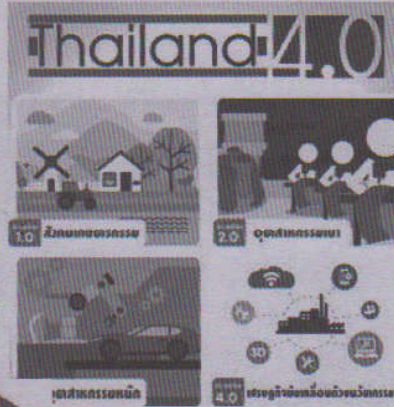 Thailand 4.0
1.0 สังคมเกษตรกรรม
2.0 อุตสาหกรรมเบา
อุตสาหกรรมหนัก
3D
4.0 เศรษฐกิจขับเคลื่อนด้วยนวัตกรรม